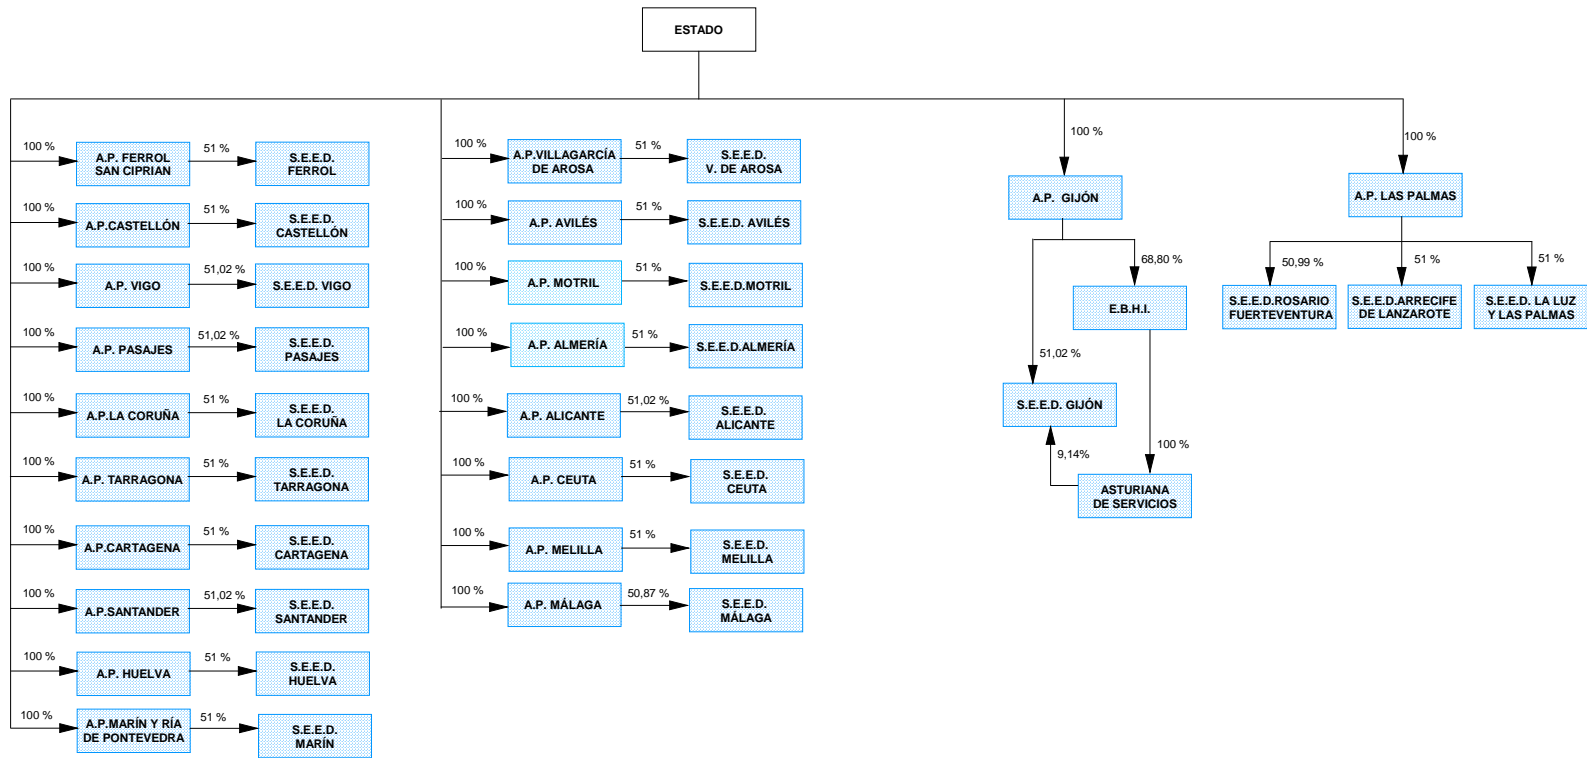 ESTADO
100 %
A.P. FERROL
SAN CIPRIAN
51 %
S.E.E.D.
FERROL
100 %
A.P.CASTELLÓN
51 %
S.E.E.D.
CASTELLÓN
100 %
A.P. VIGO
51,02 %
S.E.E.D. VIGO
100 %
A.P. PASAJES
51,02 %
S.E.E.D.
PASAJES
100 %
A.P.LA CORUÑA
51 %
S.E.E.D.
LA CORUÑA
100 %
A.P. TARRAGONA
51 %
S.E.E.D.
TARRAGONA
100 %
A.P.CARTAGENA
51 %
S.E.E.D.
CARTAGENA
100 %
A.P.SANTANDER
51,02 %
S.E.E.D.
SANTANDER
100 %
A.P. HUELVA
51 %
S.E.E.D.
HUELVA
100 %
A.P.MARÍN Y RÍA
DE PONTEVEDRA
51 %
S.E.E.D.
MARÍN
100 %
A.P.VILLAGARCÍA
DE AROSA
51 %
S.E.E.D.
V. DE AROSA
100 %
A.P. AVILÉS
51 %
S.E.E.D. AVILÉS
100 %
A.P. MOTRIL
51 %
S.E.E.D.MOTRIL
100 %
A.P. ALMERÍA
51 %
S.E.E.D.ALMERÍA
100 %
A.P. ALICANTE
51,02 %
S.E.E.D.
ALICANTE
100 %
A.P. CEUTA
51 %
S.E.E.D.
CEUTA
100 %
A.P. MELILLA
51 %
S.E.E.D.
MELILLA
100 %
A.P. MÁLAGA
50,87 %
S.E.E.D.
MÁLAGA
100 %
A.P. GIJÓN
68,80 %
E.B.H.I.
51,02 %
S.E.E.D. GIJÓN
100 %
9,14%
ASTURIANA
DE SERVICIOS
100 %
A.P. LAS PALMAS
50,99 %
51 %
51 %
S.E.E.D.ROSARIO
FUERTEVENTURA
S.E.E.D.ARRECIFE
DE LANZAROTE
S.E.E.D. LA LUZ
Y LAS PALMAS